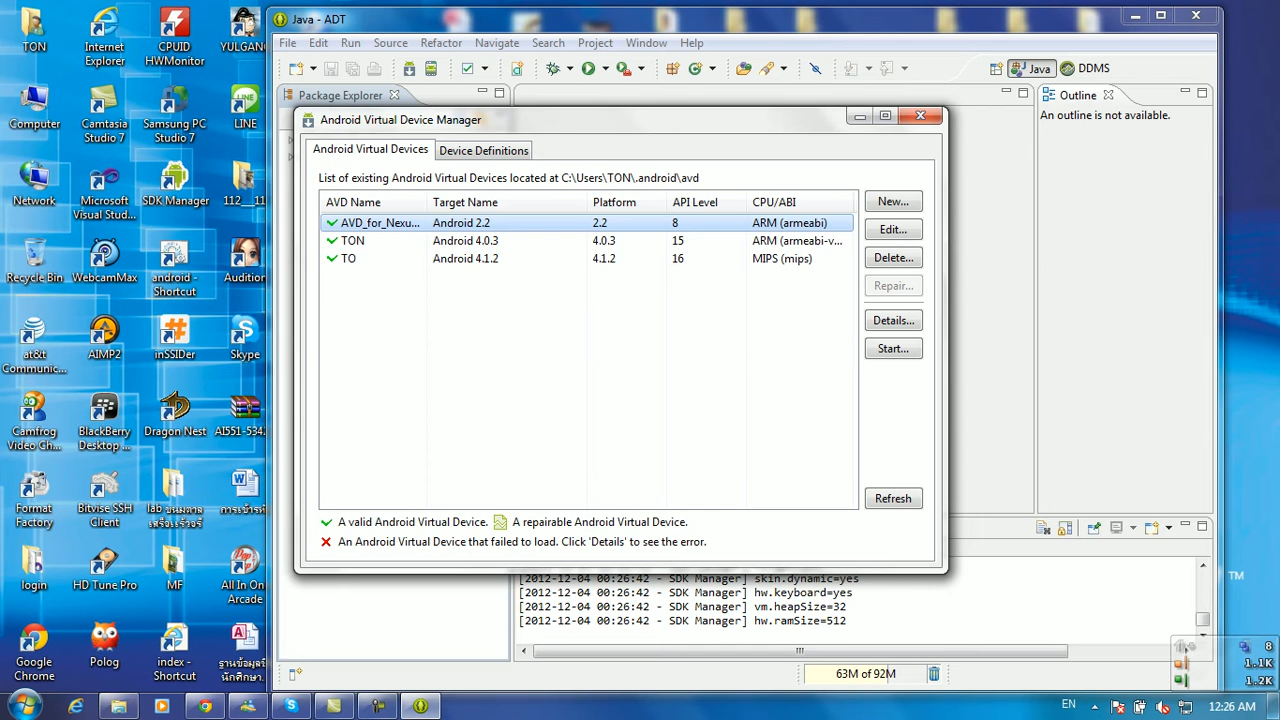 TON
Internet Explorer
CPUID HWMonitor
YULGANG
Computer
Camtasia Studio 7
Samsung PC Studio 7
LINE
Network
Microsoft Visual Stud...
SDK Manager
112__11
Recycle Bin
WebcamMax
android - Shortcut
Audition
at&t Communic...
AIMP2
inSSIDer
Skype
Camfrog Video Ch...
BlackBerry Desktop ...
Dragon Nest
AI551-534
Format Factory
Bitvise SSH Client
lab
login
HD Tune Pro
MF
All In One Arcade
Google Chrome
Polog
index - Shortcut
Java - ADT
File Edit Run Source Refactor Navigate Search Project Window Help
Java DDMS
Package Explorer
Outline
An outline is not available.
Android Virtual Device Manager
Android Virtual Devices Device Definitions
List of existing Android Virtual Devices located at C:\Users\TON\.android\avd
AVD Name Target Name Platform API Level CPU/ABI
AVD_for_Nexu... Android 2.2 2.2 8 ARM (armeabi)
TON Android 4.0.3 4.0.3 15 ARM (armeabi-v...
TO Android 4.1.2 4.1.2 16 MIPS (mips)
New...
Edit...
Delete...
Repair...
Details...
Start...
Refresh
A valid Android Virtual Device. A repairable Android Virtual Device.
An Android Virtual Device that failed to load. Click 'Details' to see the error.
[2012-12-04 00:26:42 - SDK Manager] skin.dynamic=yes
[2012-12-04 00:26:42 - SDK Manager] hw.keyboard=yes
[2012-12-04 00:26:42 - SDK Manager] vm.heapSize=32
[2012-12-04 00:26:42 - SDK Manager] hw.ramSize=512
63M of 92M
TM
8
1.1K
1.2K
EN
12:26 AM